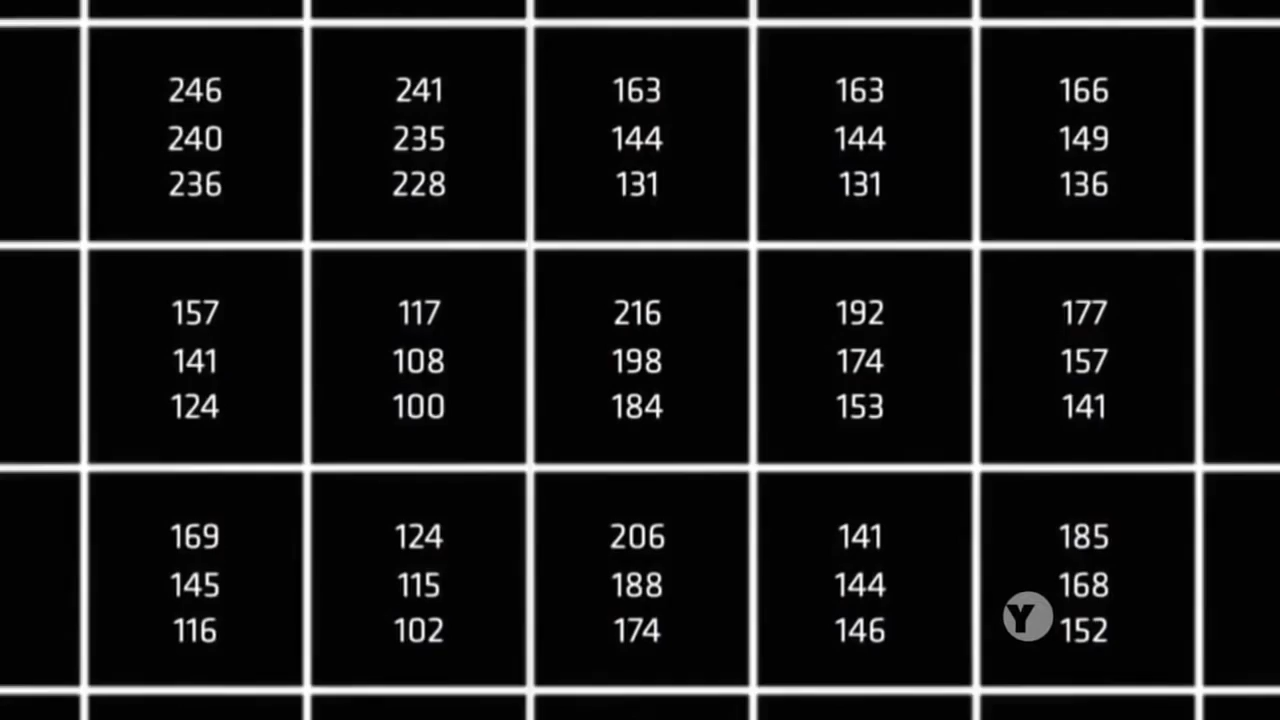 246 241 163 163 166
240 235 144 144 149
236 228 131 131 136
157 117 216 192 177
141 108 198 174 157
124 100 184 153 141
169 124 206 141 185
145 115 188 144 168
116 102 174 146 152
Y